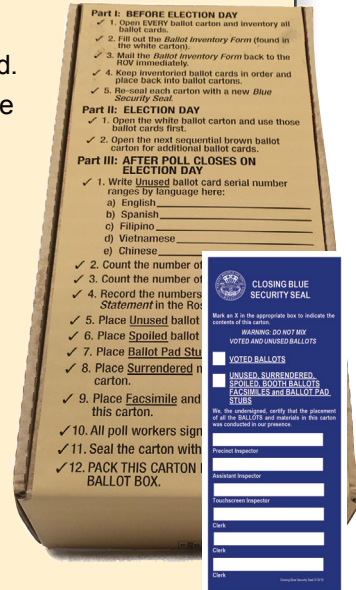 d.
e
Part I: BEFORE ELECTION DAY
✓ 1. Open EVERY ballot carton and inventory all
ballot cards.
✓ 2. Fill out the Ballot Inventory Form (found in
the white carton).
✓ 3. Mail the Ballot Inventory Form back to the
ROV immediately.
✓ 4. Keep inventoried ballot cards in order and
place back into ballot cartons.
✓ 5. Re-seal each carton with a new Blue
Security Seal.
Part II: ELECTION DAY
✓ 1. Open the white ballot carton and use those
ballot cards first.
✓ 2. Open the next sequential brown ballot
carton for additional ballot cards.
Part III: AFTER POLL CLOSES ON
ELECTION DAY
✓ 1. Write Unused ballot card serial number
ranges by language here:
a) English
b) Spanish
c) Filipino
d) Vietnamese
e) Chinese
✓ 2. Count the number of
✓ 3. Count the number of
✓ 4. Record the numbers
Statement in the Ros
✓ 5. Place Unused ballot
✓ 6. Place Spoiled ballot
✓ 7. Place Ballot Pad Stu
✓ 8. Place Surrendered
carton.
✓ 9. Place Facsimile and
this carton.
✓ 10. All poll workers sign
✓ 11. Seal the carton with
✓ 12. PACK THIS CARTON
BALLOT BOX.
CLOSING BLUE
SECURITY SEAL
Mark an X in the appropriate box to indicate the
contents of this carton.
WARNING: DO NOT MIX
VOTED AND UNUSED BALLOTS
VOTED BALLOTS
UNUSED, SURRENDERED,
SPOILED, BOOTH BALLOTS
FACSIMILES and BALLOT PAD
STUBS
We, the undersigned, certify that the placement
of all the BALLOTS and materials in this carton
was conducted in our presence.
Precinct Inspector
Assistant Inspector
Touchscreen Inspector
Clerk
Clerk
Clerk